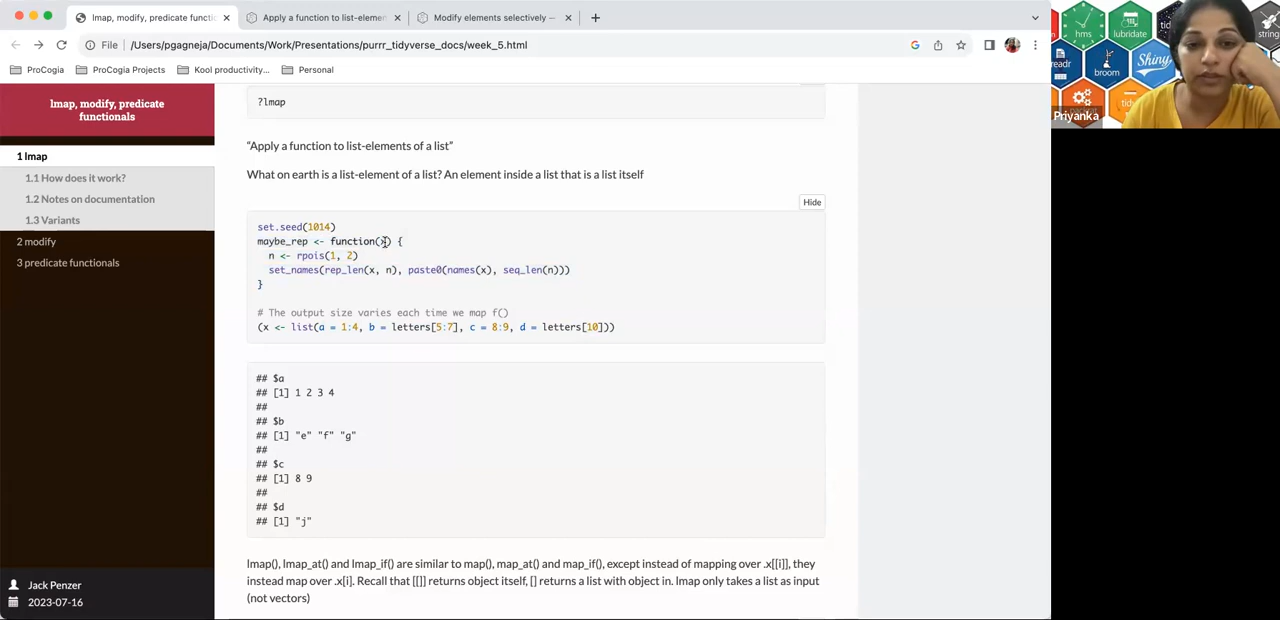 lmap, modify, predicate functi
Apply a function to list-elemen
Modify elements selectively —
File
/Users/pgagneja/Documents/Work/Presentations/purrr_tidyverse_docs/week_5.html
ProCogia
ProCogia Projects
Kool productivity...
Personal
lmap, modify, predicate
functionals
1 lmap
1.1 How does it work?
1.2 Notes on documentation
1.3 Variants
2 modify
3 predicate functionals
Jack Penzer
2023-07-16
?lmap
“Apply a function to list-elements of a list”
What on earth is a list-element of a list? An element inside a list that is a list itself
Hide
set.seed(1014)
maybe_rep <- function(x) {
n <- rpois(1, 2)
set_names(rep_len(x, n), paste0(names(x), seq_len(n)))
}
# The output size varies each time we map f()
(x <- list(a = 1:4, b = letters[5:7], c = 8:9, d = letters[10]))
## $a
## [1] 1 2 3 4
##
## $b
## [1] "e" "f" "g"
##
## $c
## [1] 8 9
##
## $d
## [1] "j"
lmap(), lmap_at() and lmap_if() are similar to map(), map_at() and map_if(), except instead of mapping over .x[[i]], they
instead map over .x[i]. Recall that [[]] returns object itself, [] returns a list with object in. lmap only takes a list as input
(not vectors)
hms
lubridate
string
readr
broom
Shiny
Priyanka